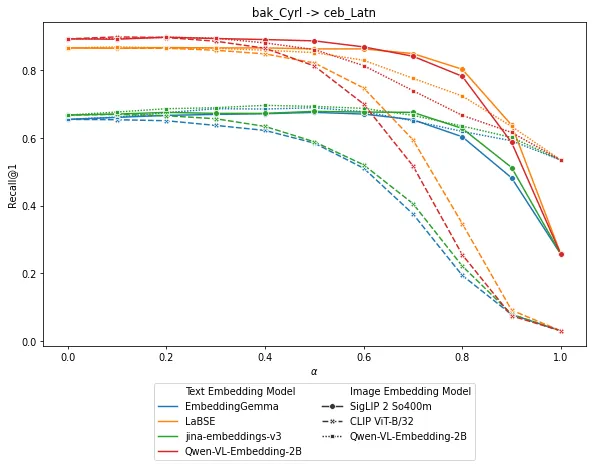 bak_Cyrl -> ceb_Latn
Recall@1
0.8
0.6
0.4
0.2
0.0
0.0 0.2 0.4 0.6 0.8 1.0
α
Text Embedding Model Image Embedding Model
EmbeddingGemma SigLIP 2 So400m
LaBSE CLIP ViT-B/32
jina-embeddings-v3 Qwen-VL-Embedding-2B
Qwen-VL-Embedding-2B